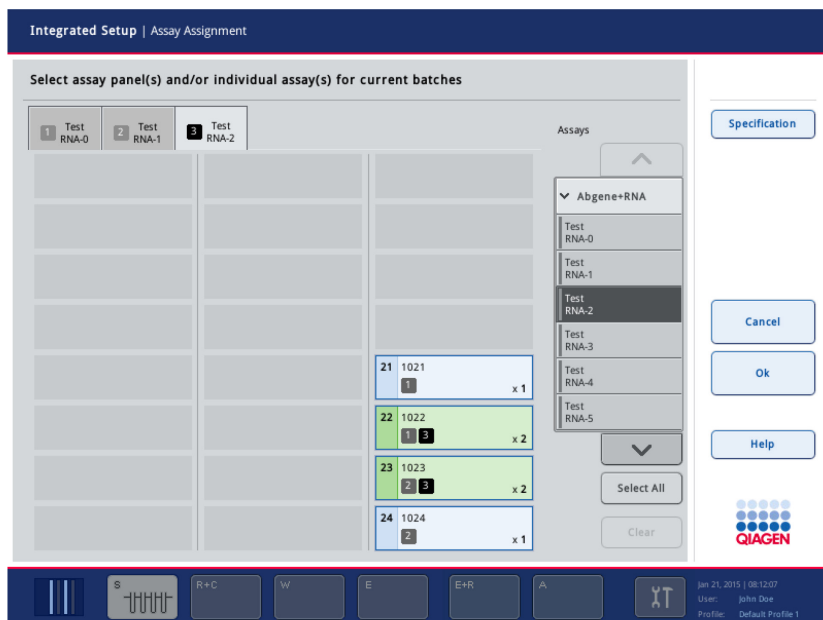 Integrated Setup | Assay Assignment
Select assay panel(s) and/or individual assay(s) for current batches
1 Test
RNA-0
2 Test
RNA-1
3 Test
RNA-2
21 1021
1 x 1
22 1022
1 3 x 2
23 1023
2 3 x 2
24 1024
2 x 1
Assays
Abgene+RNA
Test
RNA-0
Test
RNA-1
Test
RNA-2
Test
RNA-3
Test
RNA-4
Test
RNA-5
Select All
Clear
Specification
Cancel
Ok
Help
QIAGEN
S
R+C
W
E
E+R
A
Jan 21, 2015 | 08:12:07
User: John Doe
Profile: Default Profile 1